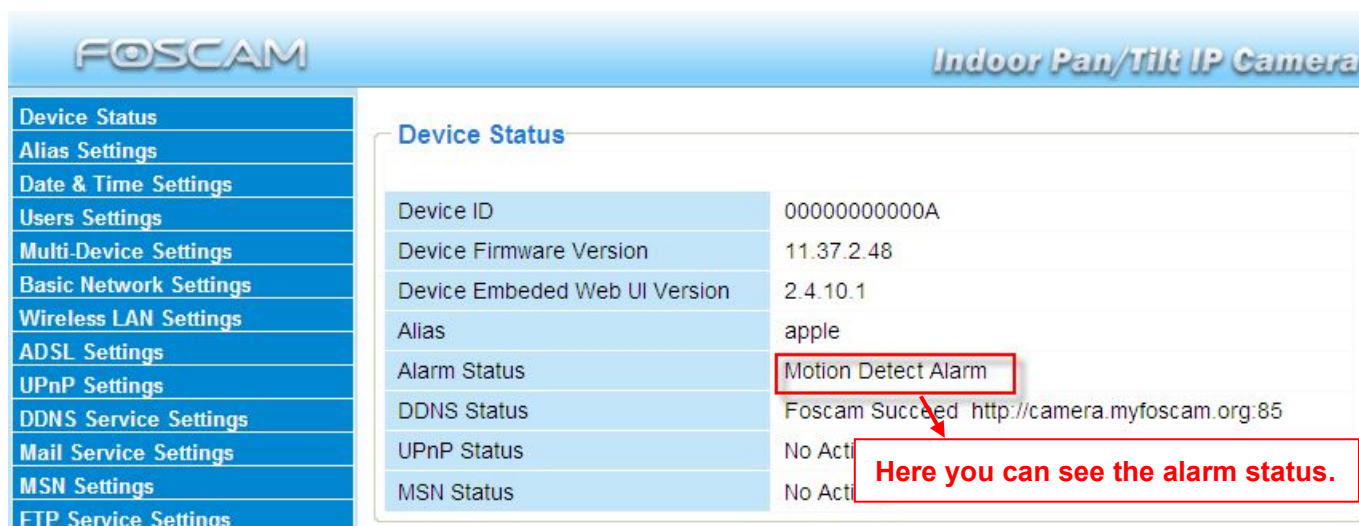 FOSCAM
Indoor Pan/Tilt IP Camera
Device Status
Alias Settings
Date & Time Settings
Users Settings
Multi-Device Settings
Basic Network Settings
Wireless LAN Settings
ADSL Settings
UPnP Settings
DDNS Service Settings
Mail Service Settings
MSN Settings
FTP Service Settings
Device Status
Device ID 00000000000A
Device Firmware Version 11.37.2.48
Device Embeded Web UI Version 2.4.10.1
Alias apple
Alarm Status Motion Detect Alarm
DDNS Status Foscam Succeed http://camera.myfoscam.org:85
UPnP Status No Acti
MSN Status No Acti
Here you can see the alarm status.